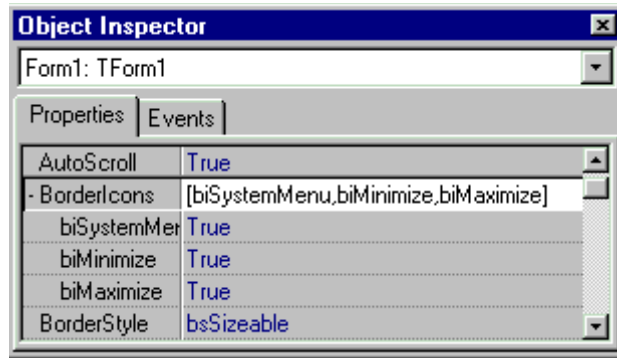 Object Inspector
Form1: TForm1
Properties Events
AutoScroll True
- BorderIcons [biSystemMenu,biMinimize,biMaximize]
biSystemMer True
biMinimize True
biMaximize True
BorderStyle bsSizeable